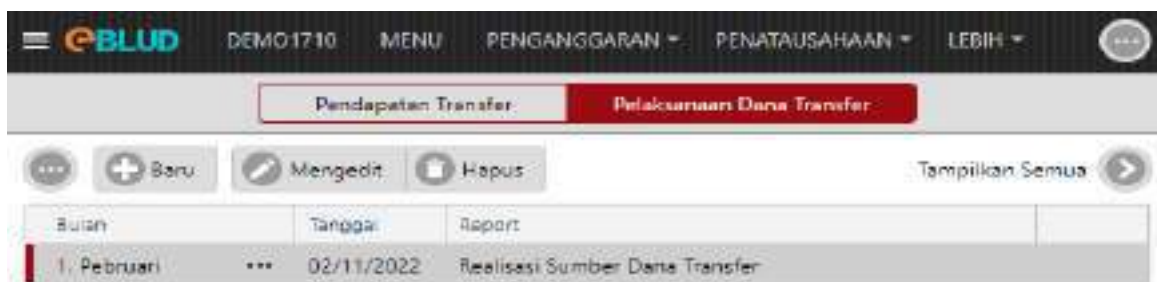 eBLUD DEMO1710 MENU PENGANGGARAN PENATAUSAHAAN LEBIH
Pendapatan Transfer Pelaksanaan Dana Transfer
Baru Mengedit Hapus Tampilkan Semua
Bulan Tanggal Report
1. Pebruari ... 02/11/2022 Realisasi Sumber Dana Transfer